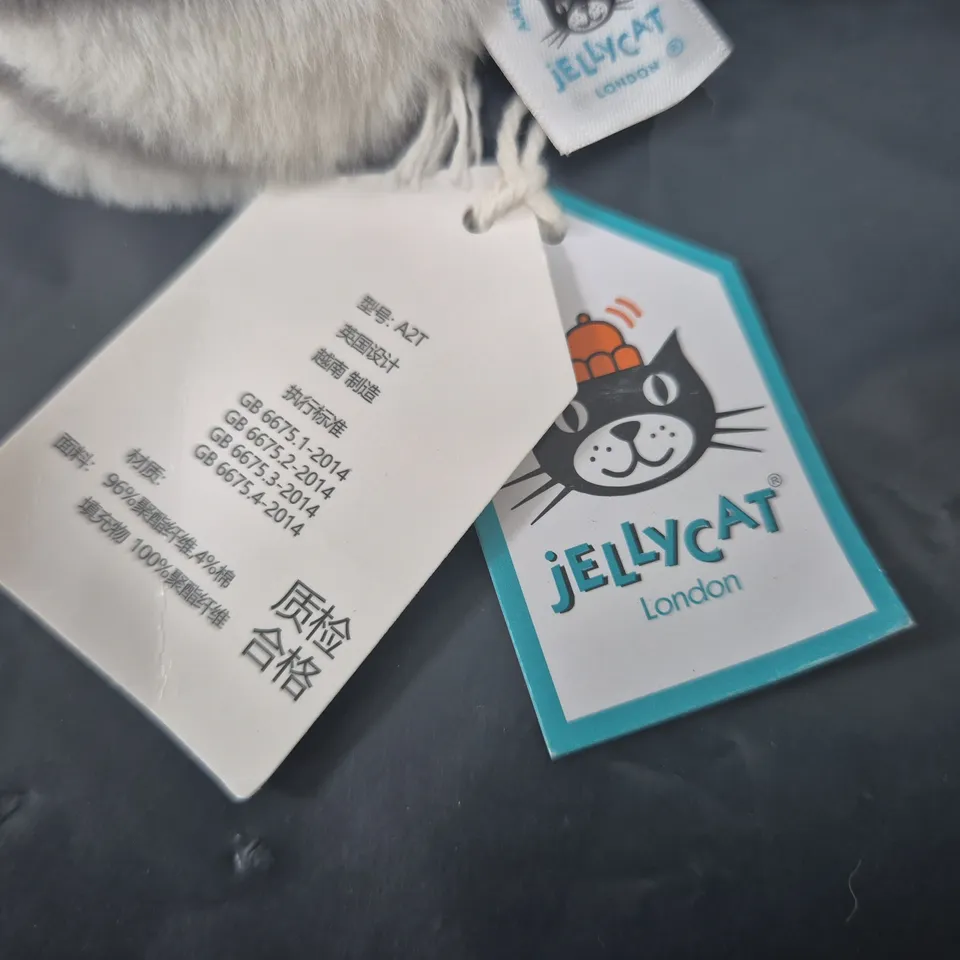 JELLYCAT
LONDON
型号: A2T
英国设计
越南 制造
执行标准
GB 6675.1-2014
GB 6675.2-2014
GB 6675.3-2014
GB 6675.4-2014
材质:
面料: 96%聚酯纤维,4%棉
填充物 100%聚酯纤维
质检
合格
JELLYCAT®
London